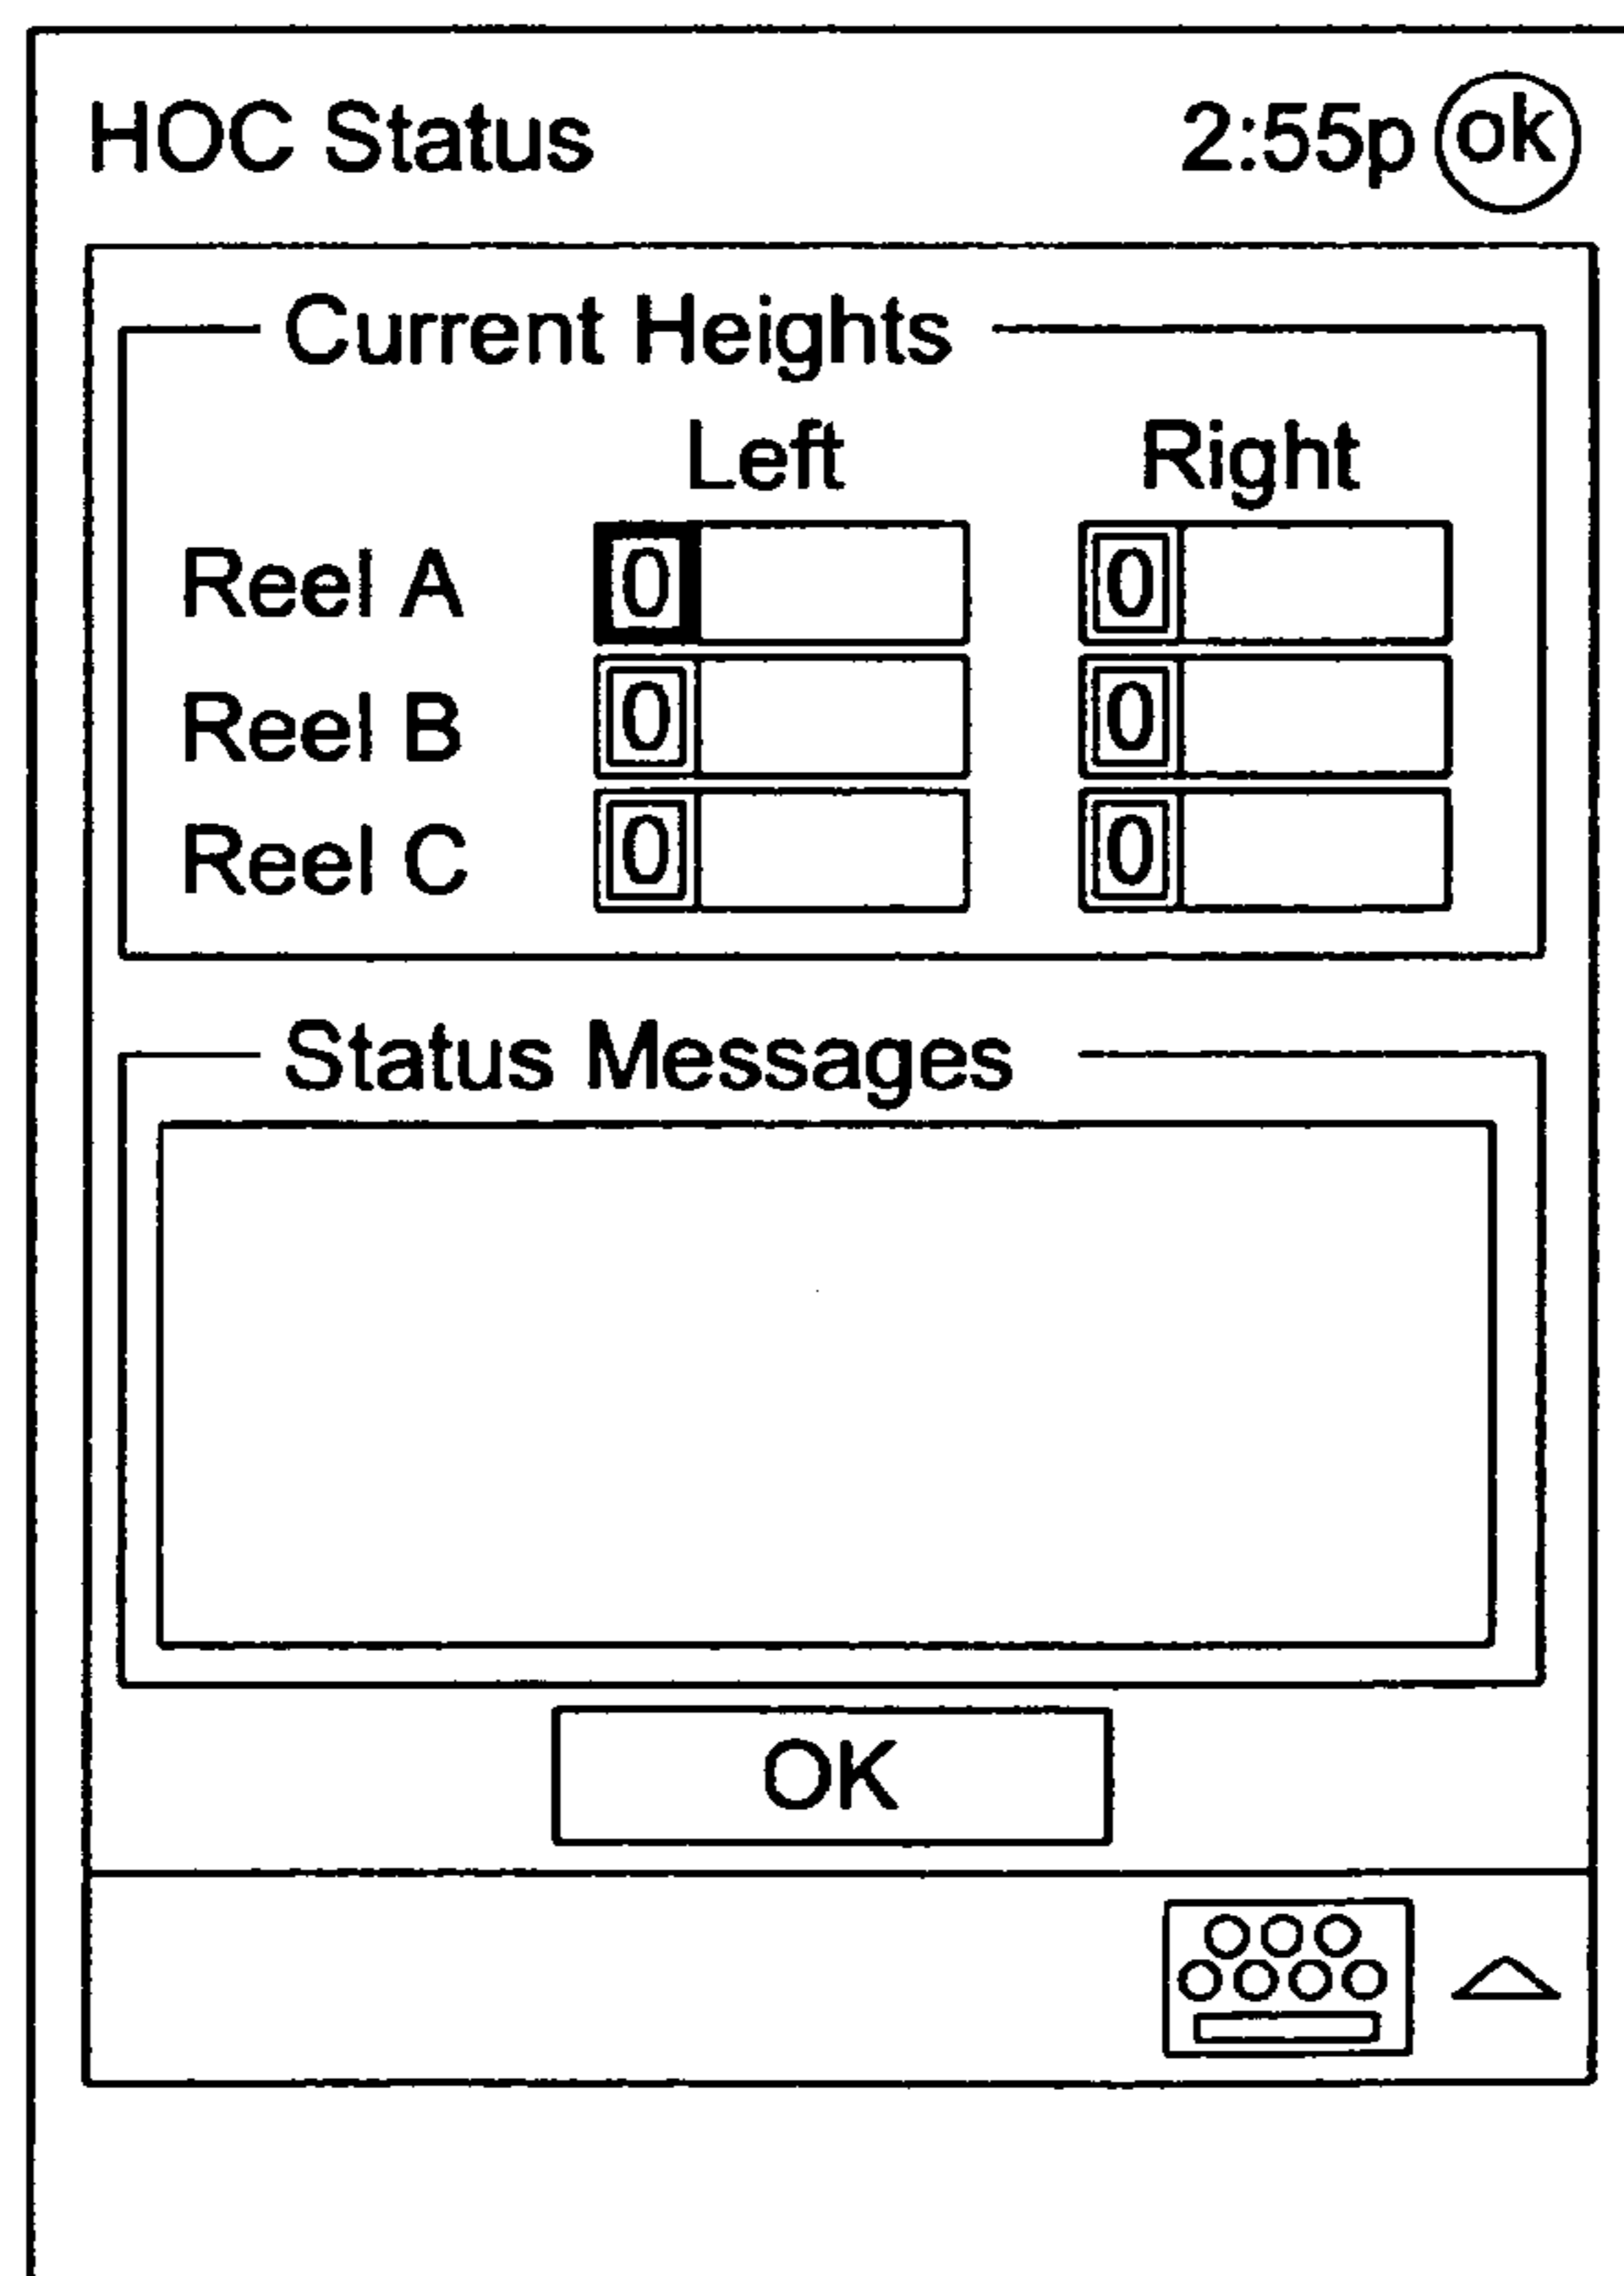 HOC Status 2:55p ok
Current Heights
Left Right
Reel A 0 0
Reel B 0 0
Reel C 0 0
Status Messages
OK